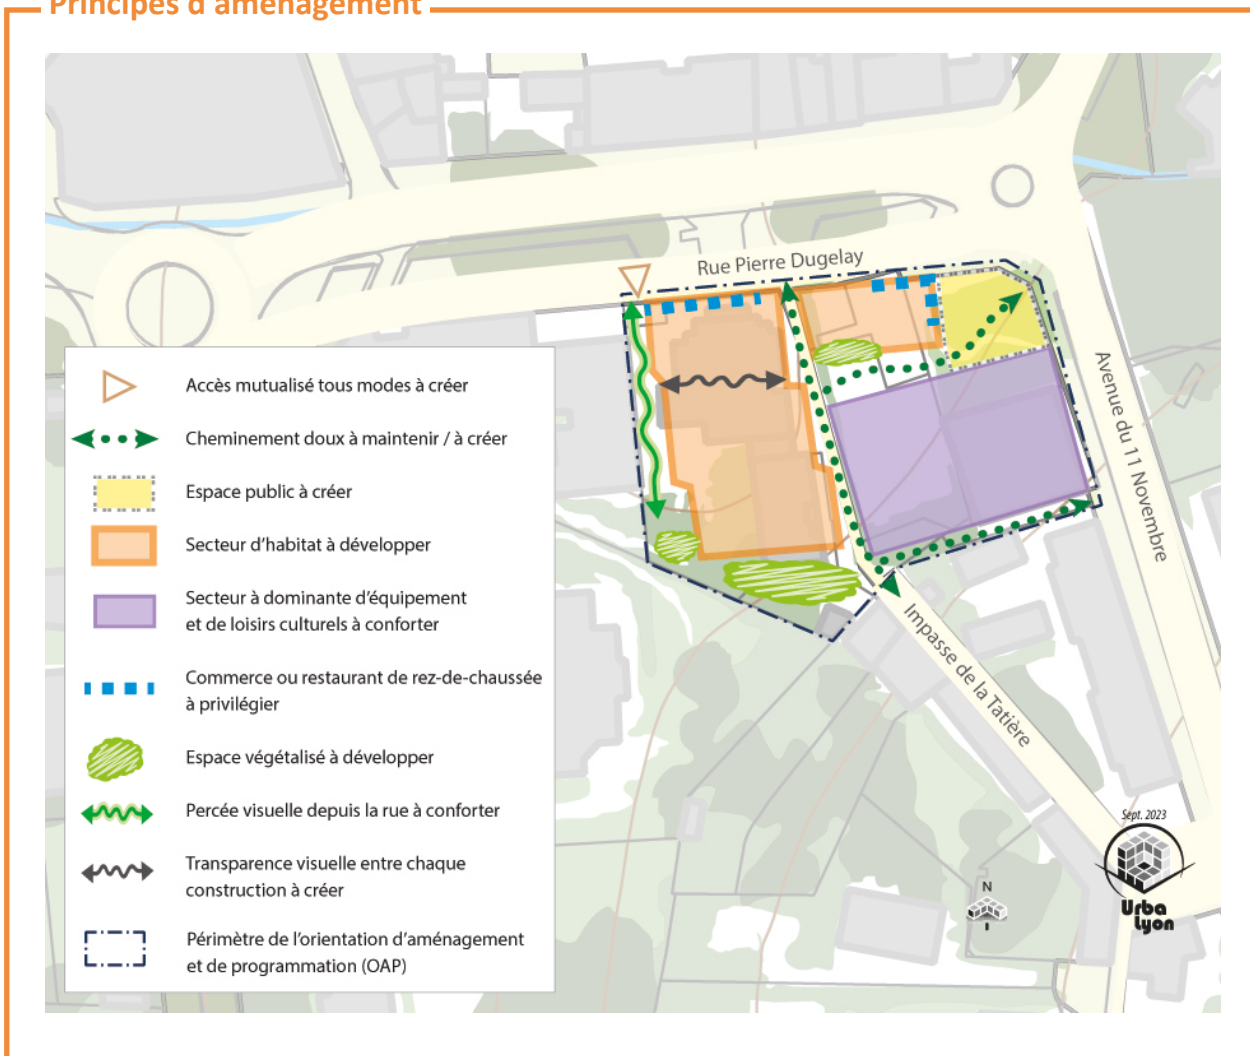 Principes d'aménagement
Rue Pierre Dugelay
Avenue du 11 Novembre
Impasse de la Tatière
Accès mutualisé tous modes à créer
Cheminement doux à maintenir / à créer
Espace public à créer
Secteur d'habitat à développer
Secteur à dominante d'équipement
et de loisirs culturels à conforter
Commerce ou restaurant de rez-de-chaussée
à privilégier
Espace végétalisé à développer
Percée visuelle depuis la rue à conforter
Transparence visuelle entre chaque
construction à créer
Périmètre de l'orientation d'aménagement
et de programmation (OAP)
N
Sept. 2023
Urba
Lyon